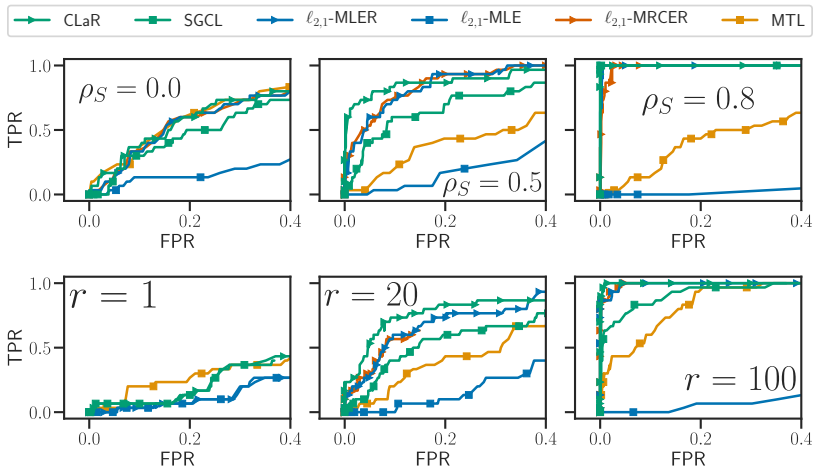 CLaR SGCL ℓ2,1-MLER ℓ2,1-MLE ℓ2,1-MRCER MTL
TPR
1.0
0.5
0.0
ρS = 0.0
0.0 0.2 0.4
FPR
ρS = 0.5
0.0 0.2 0.4
FPR
ρS = 0.8
0.0 0.2 0.4
FPR
TPR
1.0
0.5
0.0
r = 1
0.0 0.2 0.4
FPR
r = 20
0.0 0.2 0.4
FPR
r = 100
0.0 0.2 0.4
FPR